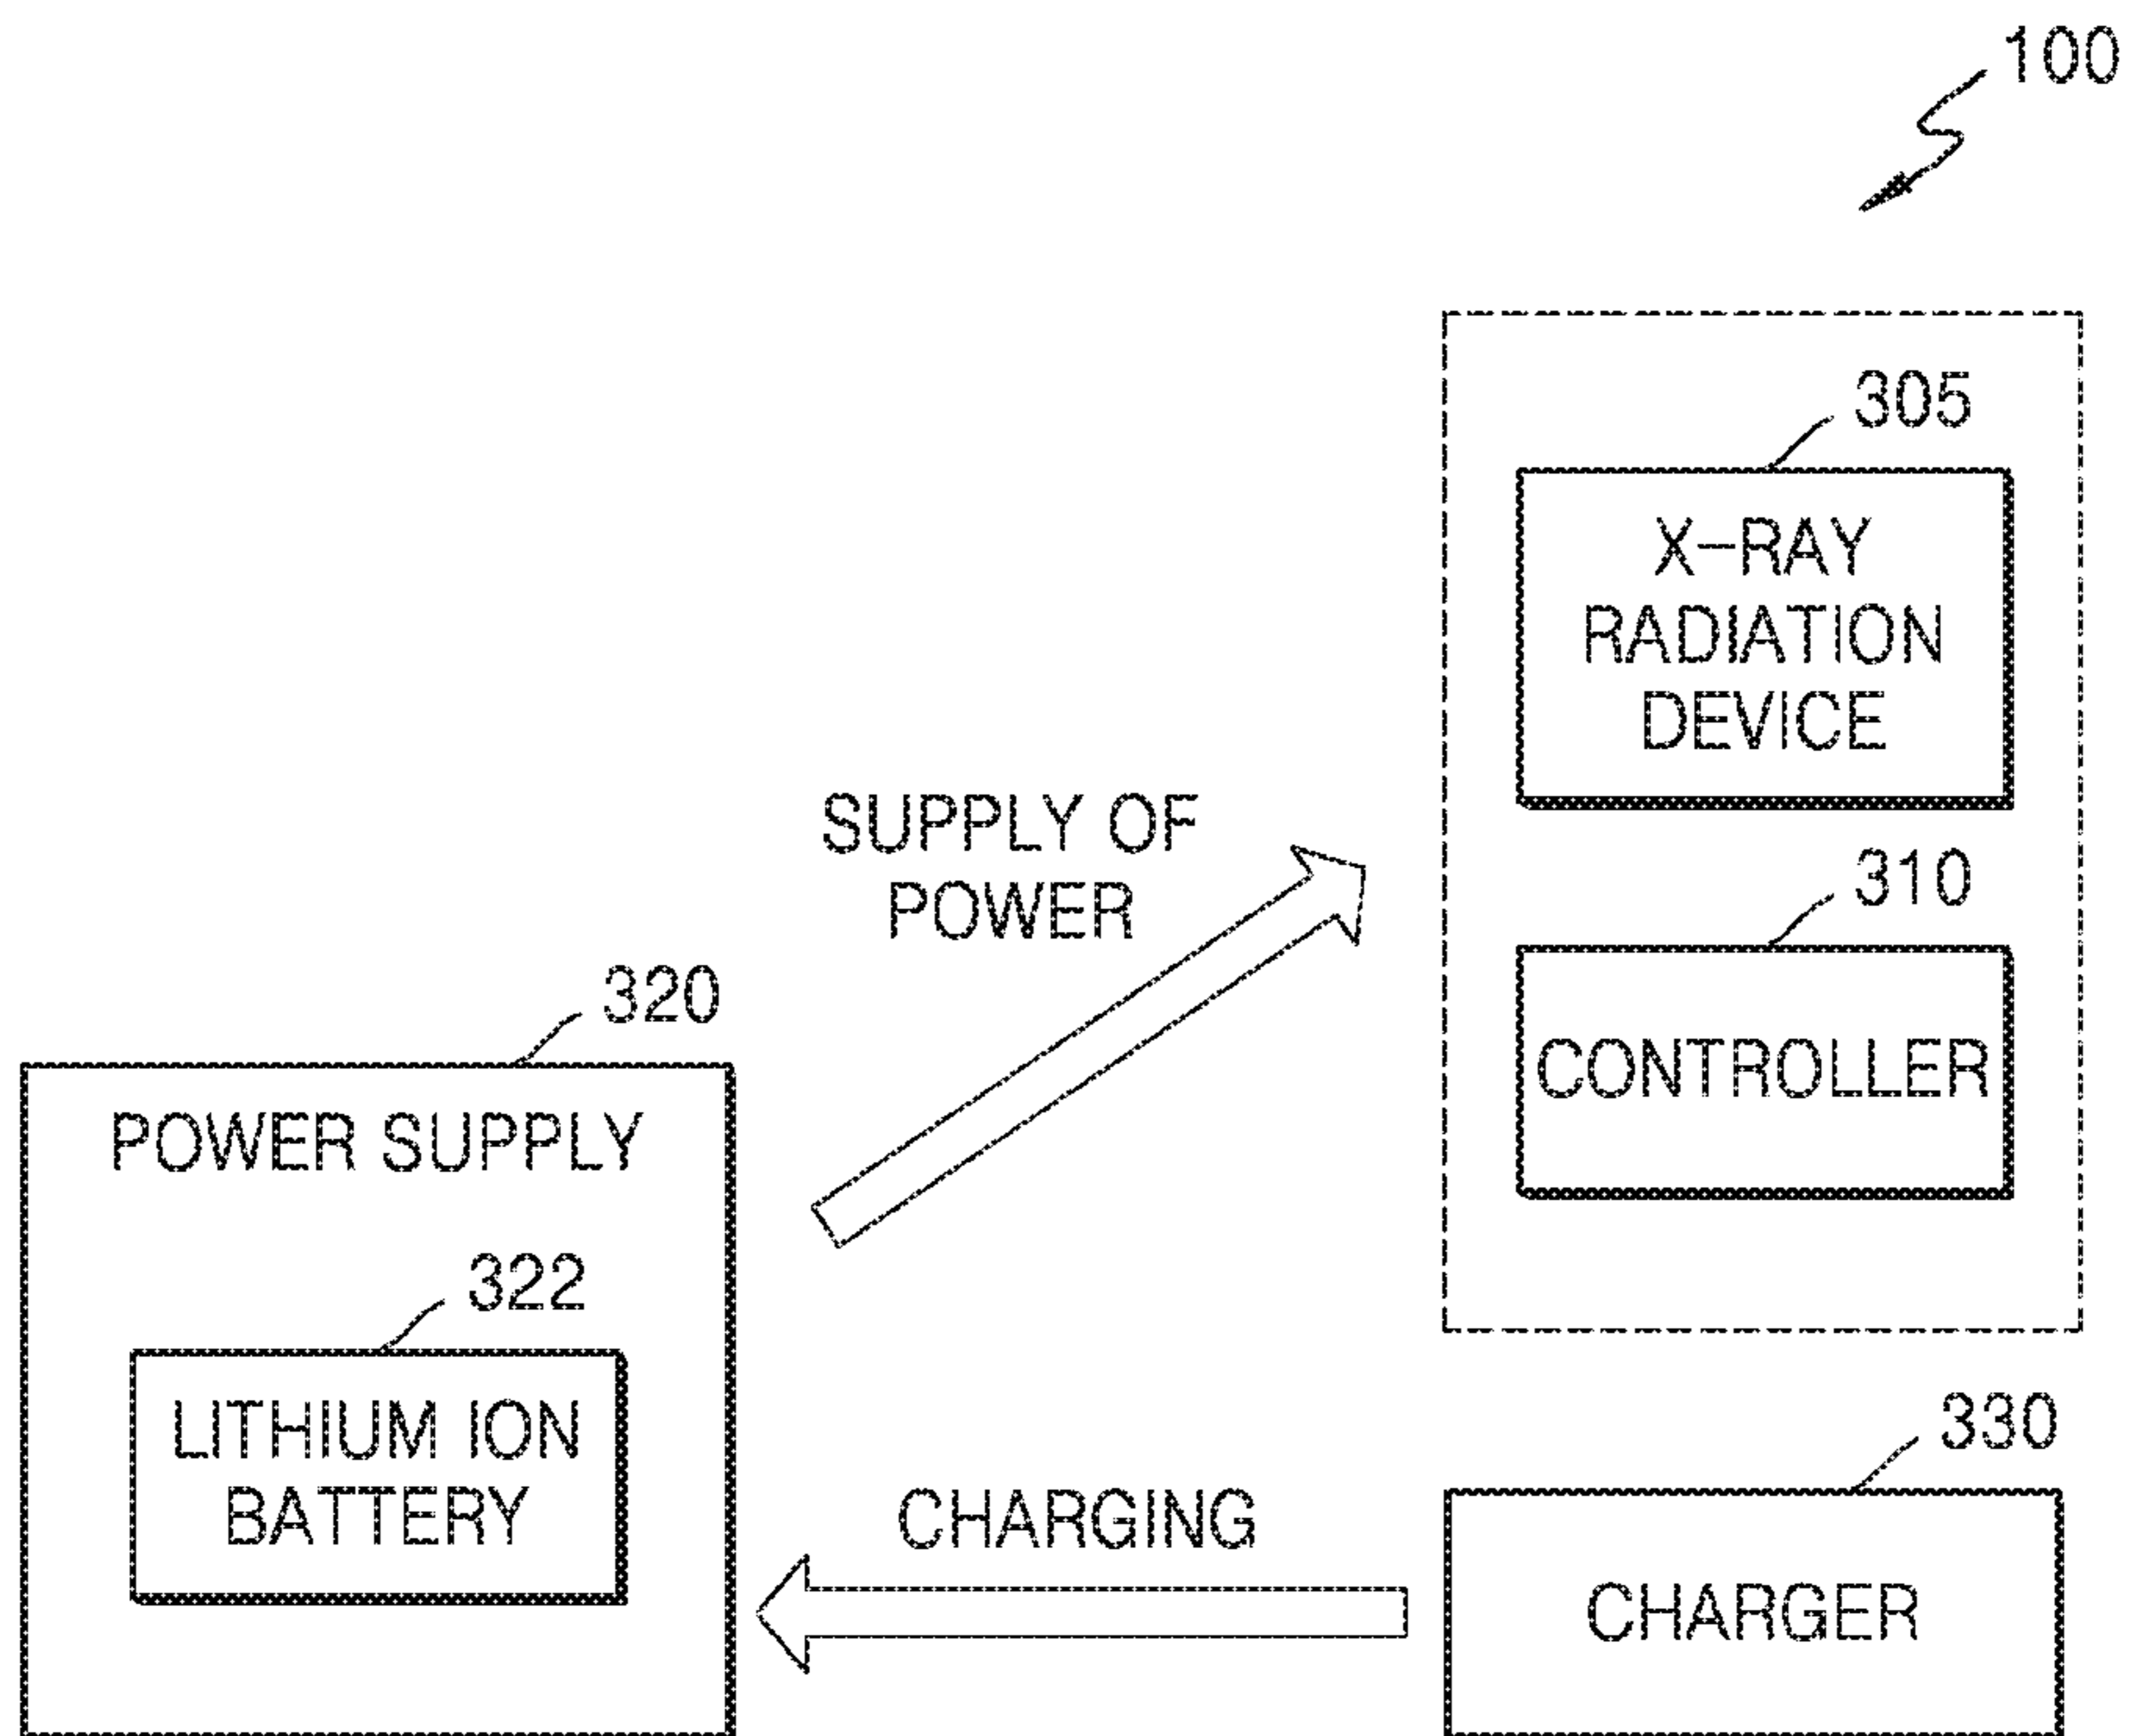 100
305
X-RAY
RADIATION
DEVICE
SUPPLY OF
POWER
310
CONTROLLER
320
POWER SUPPLY
322
LITHIUM ION
BATTERY
CHARGING
330
CHARGER